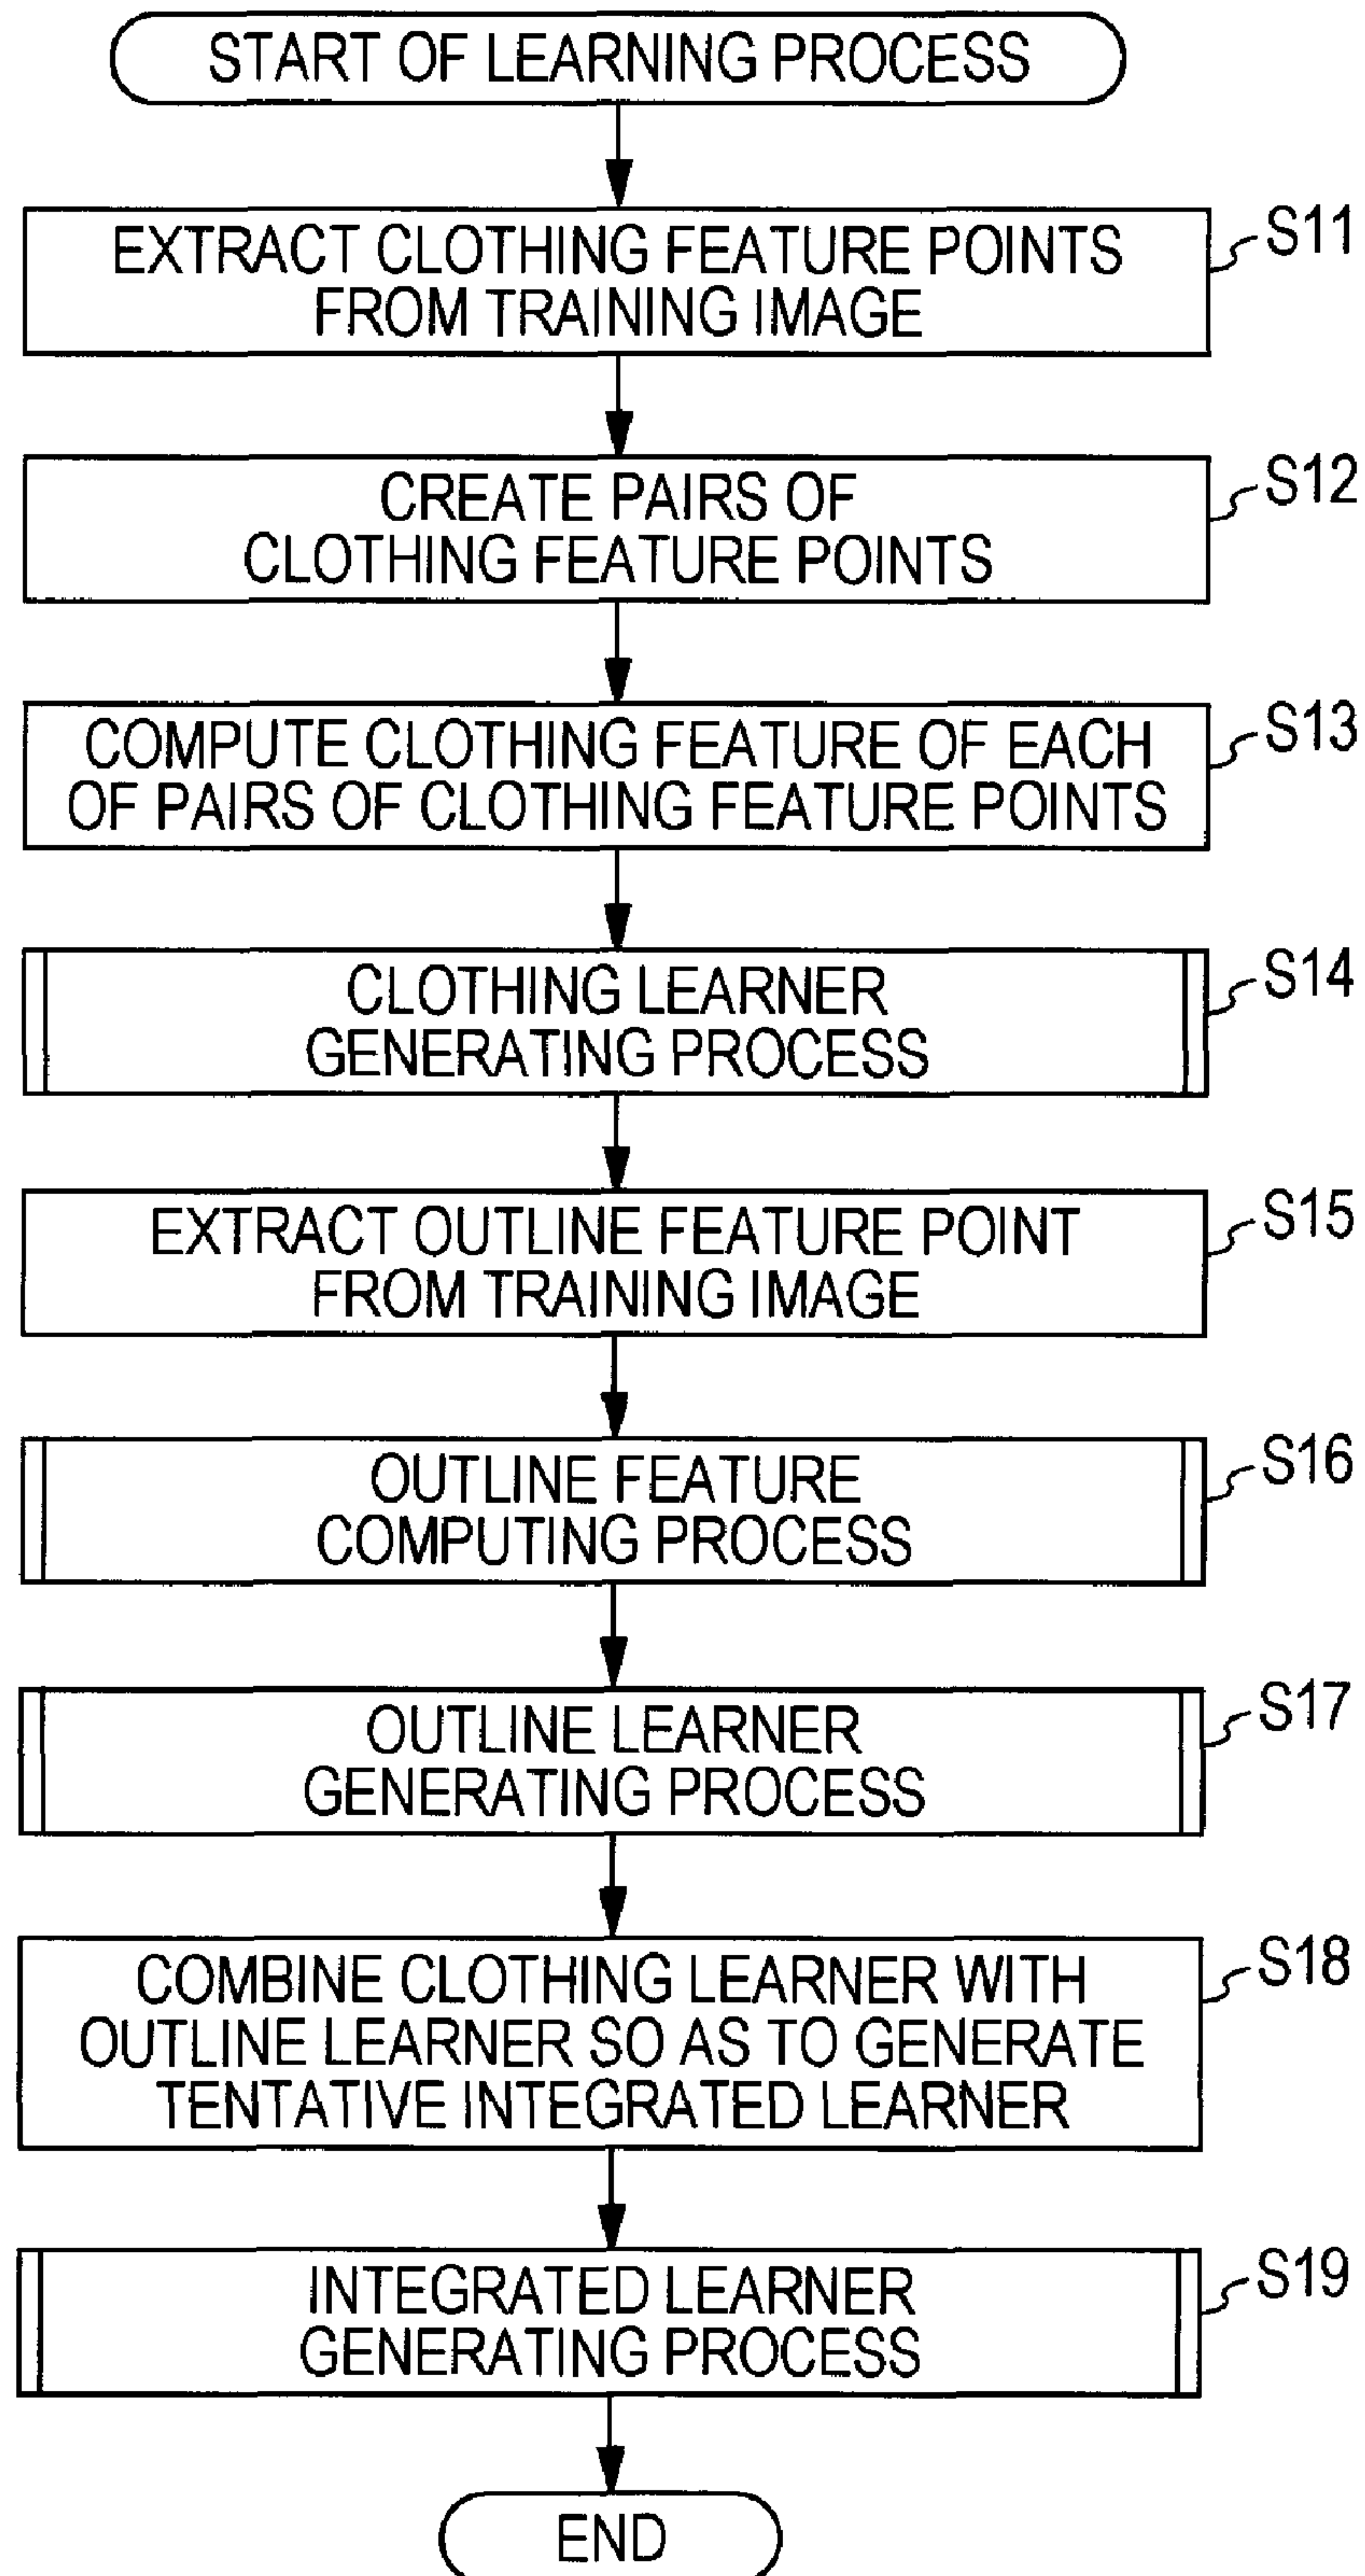 START OF LEARNING PROCESS
EXTRACT CLOTHING FEATURE POINTS
FROM TRAINING IMAGE
S11
CREATE PAIRS OF
CLOTHING FEATURE POINTS
S12
COMPUTE CLOTHING FEATURE OF EACH
OF PAIRS OF CLOTHING FEATURE POINTS
S13
CLOTHING LEARNER
GENERATING PROCESS
S14
EXTRACT OUTLINE FEATURE POINT
FROM TRAINING IMAGE
S15
OUTLINE FEATURE
COMPUTING PROCESS
S16
OUTLINE LEARNER
GENERATING PROCESS
S17
COMBINE CLOTHING LEARNER WITH
OUTLINE LEARNER SO AS TO GENERATE
TENTATIVE INTEGRATED LEARNER
S18
INTEGRATED LEARNER
GENERATING PROCESS
S19
END